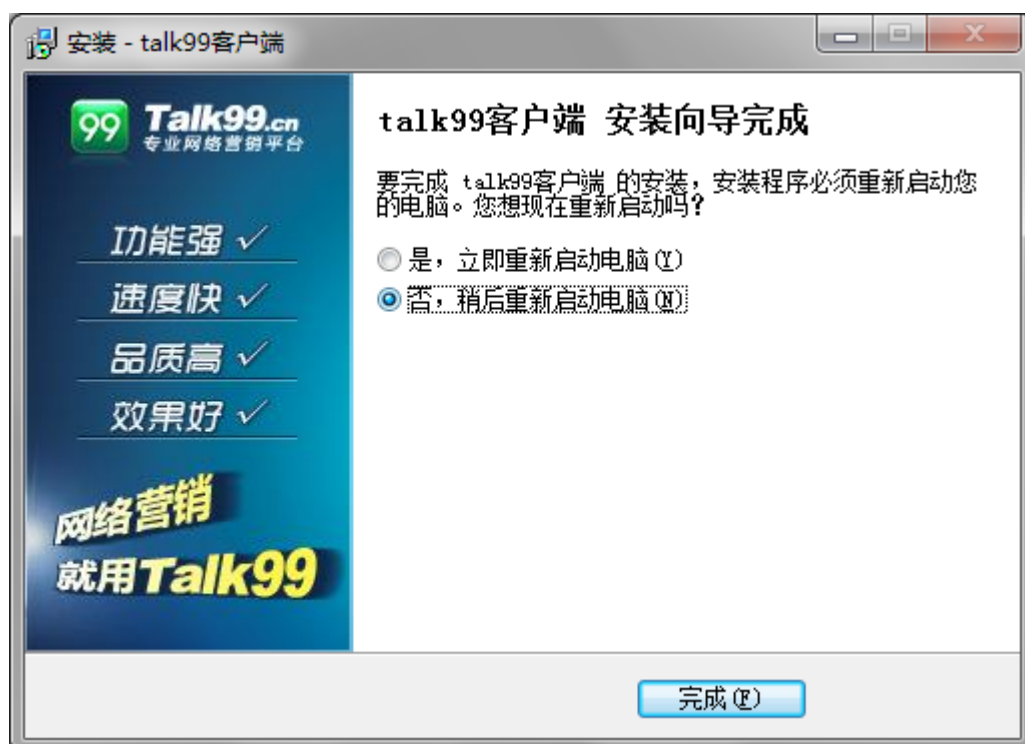 安装 - talk99客户端
99 Talk99.cn
专业网络营销平台
功能强 ✓
速度快 ✓
品质高 ✓
效果好 ✓
网络营销
就用Talk99
talk99客户端 安装向导完成
要完成 talk99客户端 的安装，安装程序必须重新启动您
的电脑。您想现在重新启动吗?
是，立即重新启动电脑(Y)
否，稍后重新启动电脑(N)
完成(F)